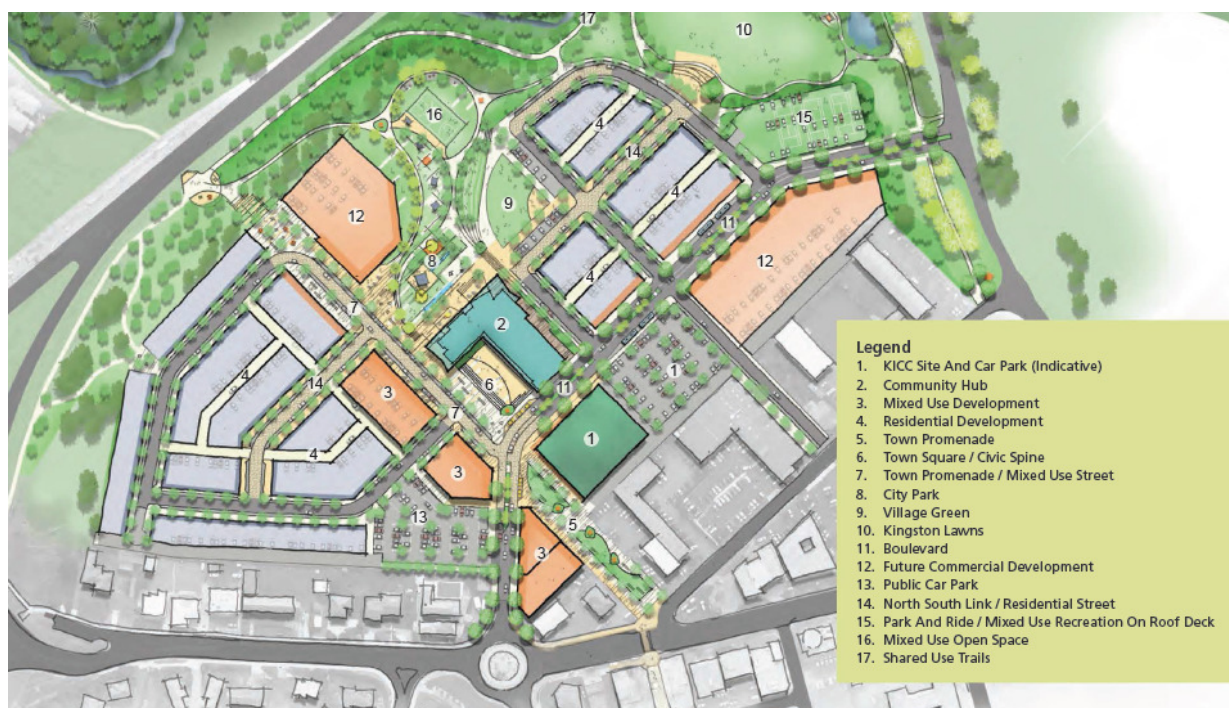 17
10
16
4
15
14
4
12
9
11
8
12
4
7
2
1
4
14
3
6
11
7
1
4
3
13
5
3
Legend
1. KICC Site And Car Park (Indicative)
2. Community Hub
3. Mixed Use Development
4. Residential Development
5. Town Promenade
6. Town Square / Civic Spine
7. Town Promenade / Mixed Use Street
8. City Park
9. Village Green
10. Kingston Lawns
11. Boulevard
12. Future Commercial Development
13. Public Car Park
14. North South Link / Residential Street
15. Park And Ride / Mixed Use Recreation On Roof Deck
16. Mixed Use Open Space
17. Shared Use Trails